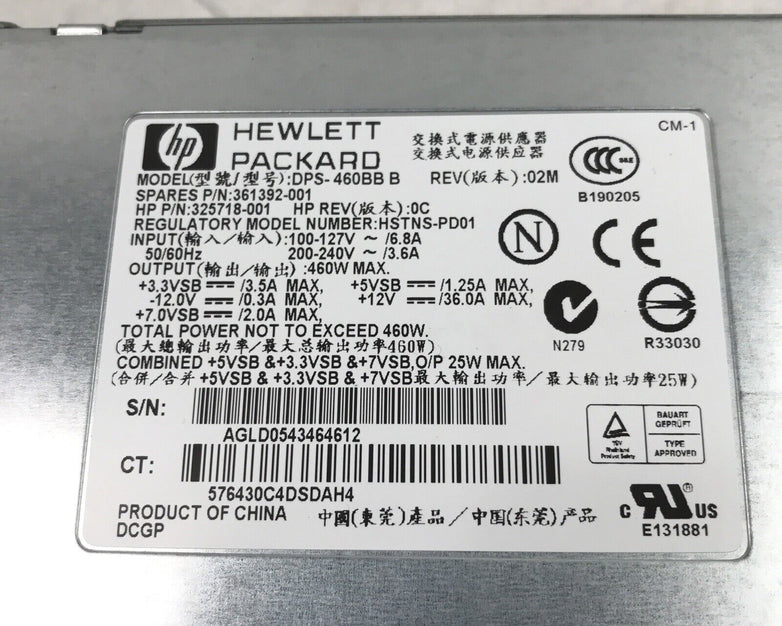 hp HEWLETT PACKARD
交換式電源供應器
交换式电源供应器
CM-1
MODEL(型號/型号):DPS-460BB B REV(版本):02M
SPARES P/N:361392-001
HP P/N:325718-001 HP REV(版本):0C
REGULATORY MODEL NUMBER:HSTNS-PD01
INPUT(輸入/输入):100-127V ~ /6.8A
50/60Hz 200-240V ~ /3.6A
OUTPUT(輸出/输出):460W MAX.
+3.3VSB ⎓ /3.5A MAX, +5VSB ⎓ /1.25A MAX,
-12.0V ⎓ /0.3A MAX, +12V ⎓ /36.0A MAX,
+7.0VSB ⎓ /2.0A MAX,
TOTAL POWER NOT TO EXCEED 460W.
(最大總輸出功率/最大总输出功率460W)
COMBINED +5VSB &+3.3VSB &+7VSB,O/P 25W MAX.
(合併/合并 +5VSB & +3.3VSB & +7VSB最大輸出功率/最大输出功率25W)
CCC S&E
B190205
N
CE
N279
R33030
S/N:
AGLD0543464612
CT:
576430C4DSDAH4
TÜV
Rheinland
Product Safety
BAUART
GEPRÜFT
TYPE
APPROVED
PRODUCT OF CHINA 中國(東莞)產品/中国(东莞)产品
DCGP
C RU® US
E131881